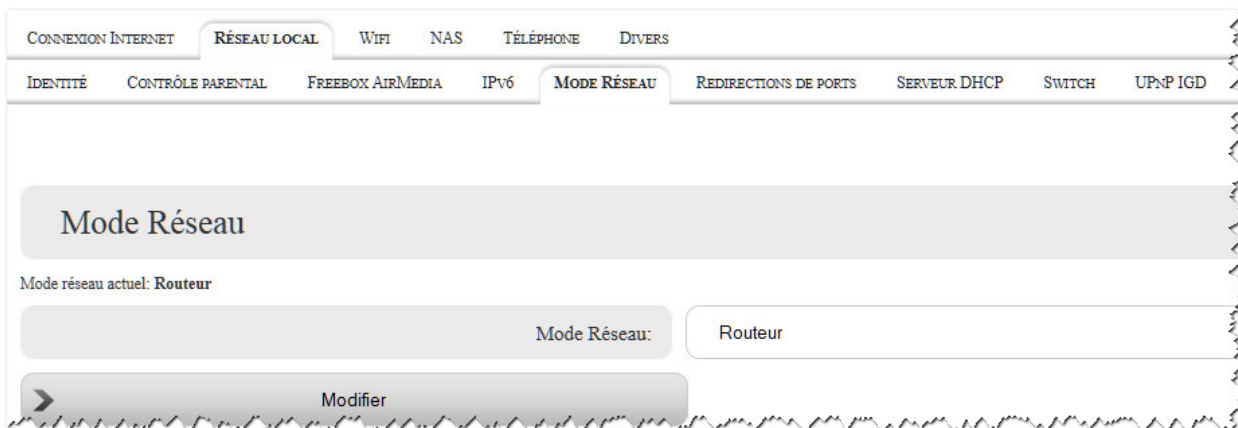 Connexion Internet Réseau local Wifi NAS Téléphone Divers
Identité Contrôle parental Freebox AirMedia IPv6 Mode Réseau Redirections de ports Serveur DHCP Switch UPnP IGD
Mode Réseau
Mode réseau actuel: Routeur
Mode Réseau: Routeur
Modifier